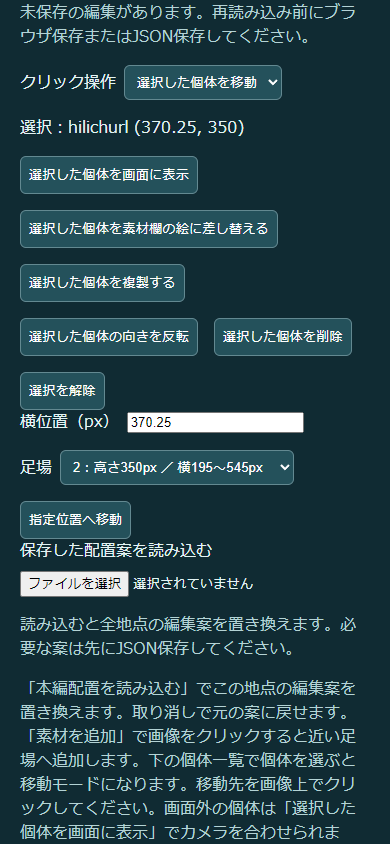 未保存の編集があります。再読み込み前にブラ
ウザ保存またはJSON保存してください。
クリック操作 選択した個体を移動
選択：hilichurl (370.25, 350)
選択した個体を画面に表示
選択した個体を素材欄の絵に差し替える
選択した個体を複製する
選択した個体の向きを反転 選択した個体を削除
選択を解除
横位置（px） 370.25
足場 2：高さ350px ／ 横195〜545px
指定位置へ移動
保存した配置案を読み込む
ファイルを選択 選択されていません
読み込むと全地点の編集案を置き換えます。必
要な案は先にJSON保存してください。
「本編配置を読み込む」でこの地点の編集案を
置き換えます。取り消しで元の案に戻せます。
「素材を追加」で画像をクリックすると近い足
場へ追加します。下の個体一覧で個体を選ぶと
移動モードになります。移動先を画像上でクリ
ックしてください。画面外の個体は「選択した
個体を画面に表示」でカメラを合わせられま